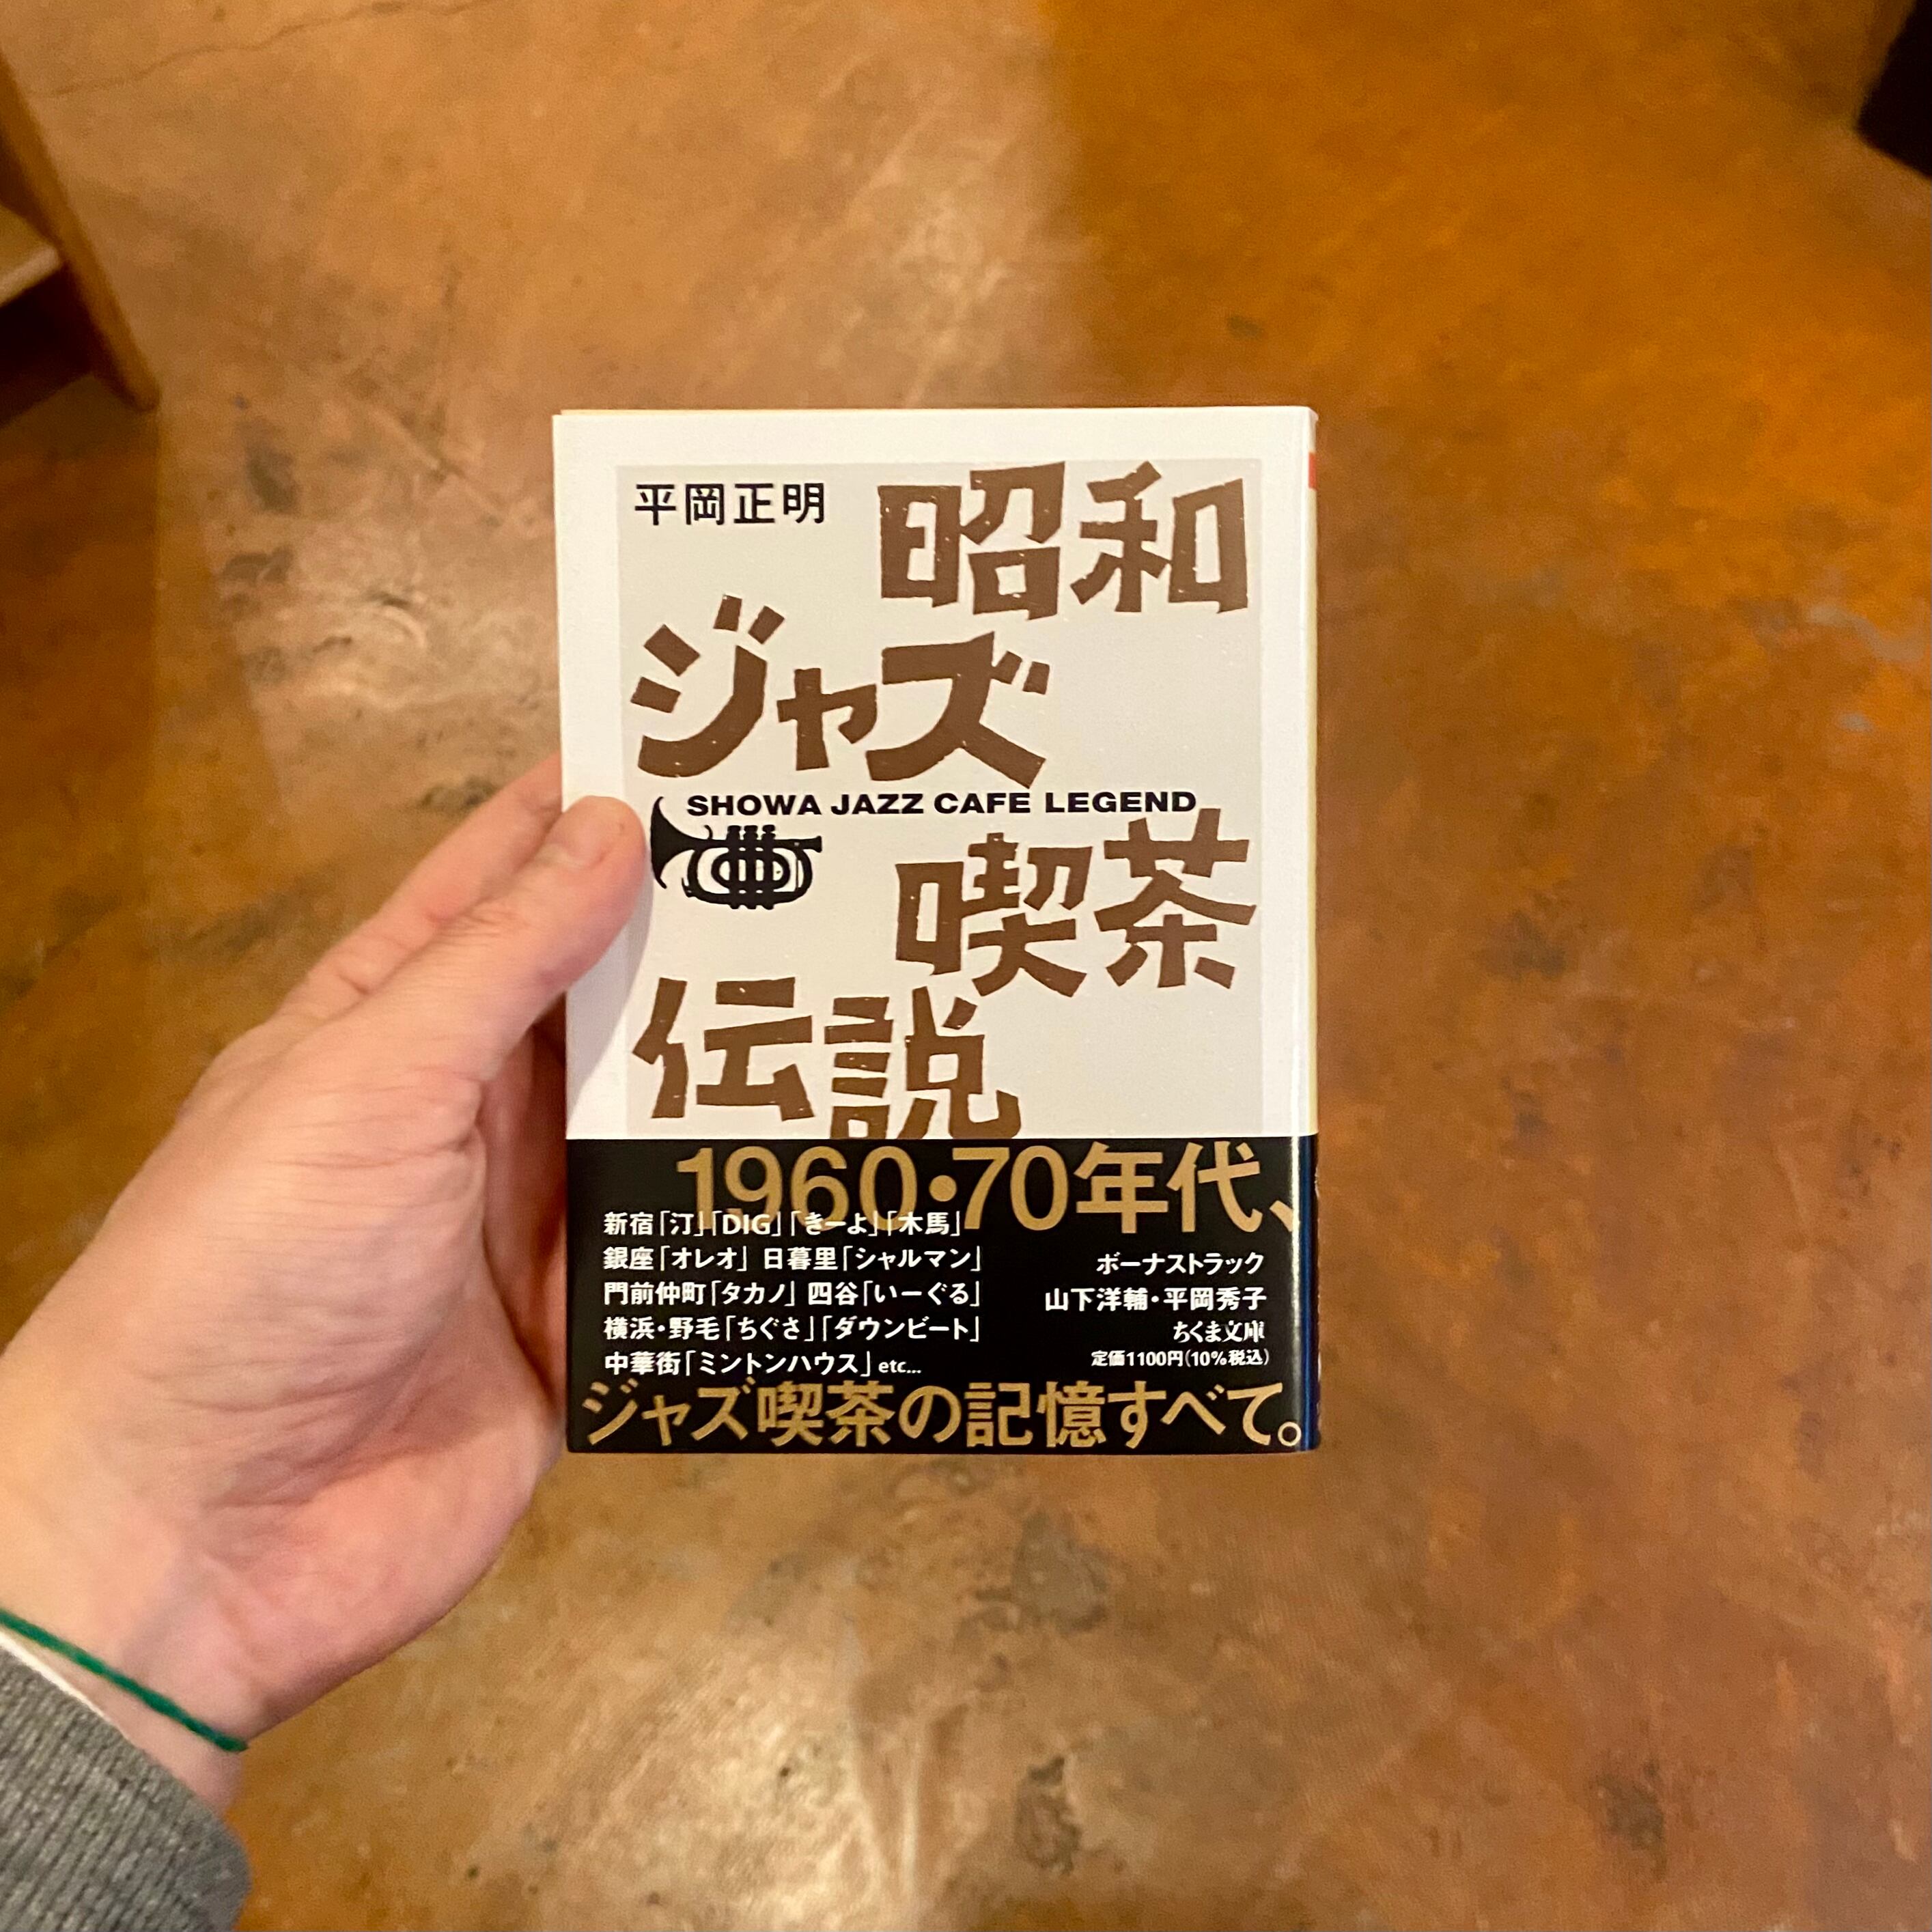 平岡正明
昭和
ジャズ
SHOWA JAZZ CAFE LEGEND
喫茶
伝説
1960・70年代、
新宿「汀」「DIG」「きーよ」「木馬」
銀座「オレオ」 日暮里「シャルマン」
門前仲町「タカノ」 四谷「いーぐる」
横浜・野毛「ちぐさ」「ダウンビート」
中華街「ミントンハウス」etc...
ボーナストラック
山下洋輔・平岡秀子
ちくま文庫
定価1100円(10%税込)
ジャズ喫茶の記憶すべて。